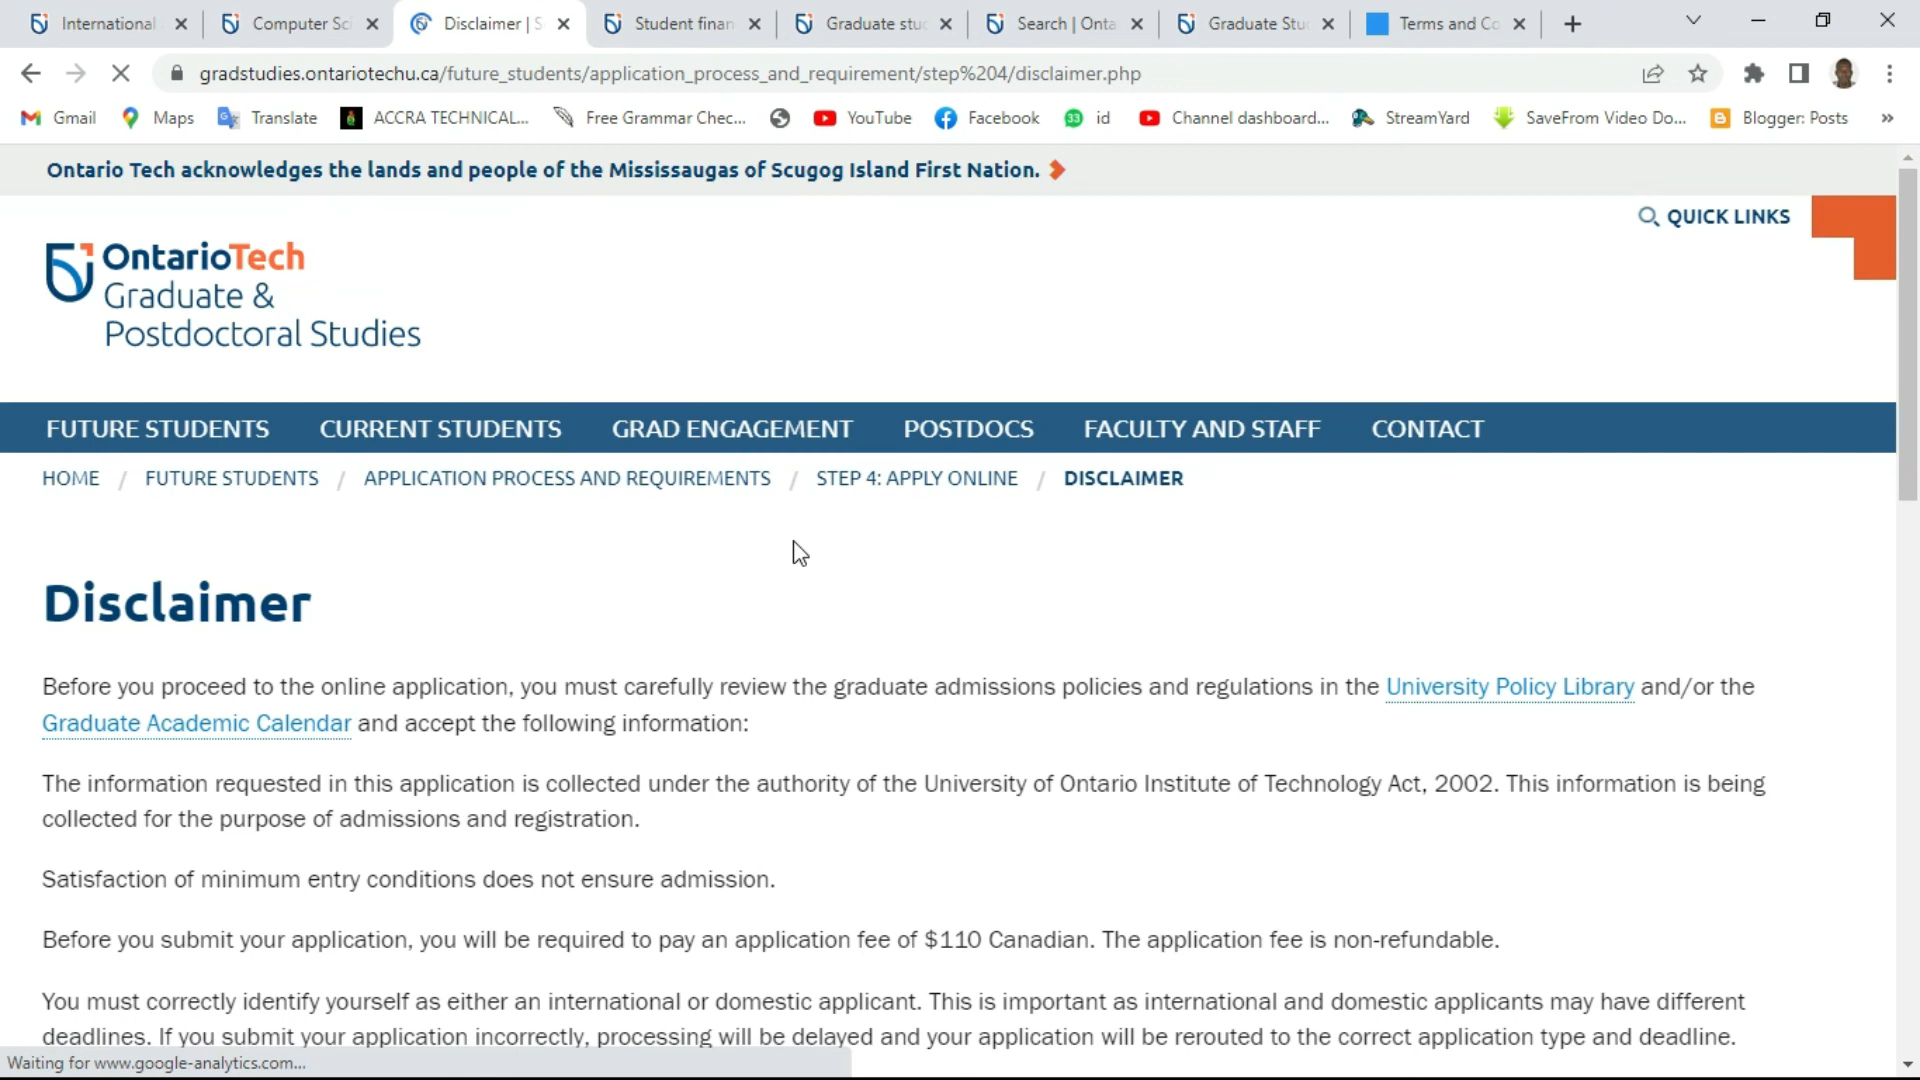 International
Computer Sci
Disclaimer | S
Student finan
Graduate stud
Search | Onta
Graduate Stu
Terms and Co
gradstudies.ontariotechu.ca/future_students/application_process_and_requirement/step%204/disclaimer.php
Gmail
Maps
Translate
ACCRA TECHNICAL...
Free Grammar Chec...
YouTube
Facebook
33
id
Channel dashboard...
StreamYard
SaveFrom Video Do...
Blogger: Posts
»
Ontario Tech acknowledges the lands and people of the Mississaugas of Scugog Island First Nation.
QUICK LINKS
OntarioTech
Graduate &
Postdoctoral Studies
FUTURE STUDENTS CURRENT STUDENTS GRAD ENGAGEMENT POSTDOCS FACULTY AND STAFF CONTACT
HOME / FUTURE STUDENTS / APPLICATION PROCESS AND REQUIREMENTS / STEP 4: APPLY ONLINE / DISCLAIMER
Disclaimer
Before you proceed to the online application, you must carefully review the graduate admissions policies and regulations in the University Policy Library and/or the
Graduate Academic Calendar and accept the following information:
The information requested in this application is collected under the authority of the University of Ontario Institute of Technology Act, 2002. This information is being
collected for the purpose of admissions and registration.
Satisfaction of minimum entry conditions does not ensure admission.
Before you submit your application, you will be required to pay an application fee of $110 Canadian. The application fee is non-refundable.
You must correctly identify yourself as either an international or domestic applicant. This is important as international and domestic applicants may have different
deadlines. If you submit your application incorrectly, processing will be delayed and your application will be rerouted to the correct application type and deadline.
Waiting for www.google-analytics.com...